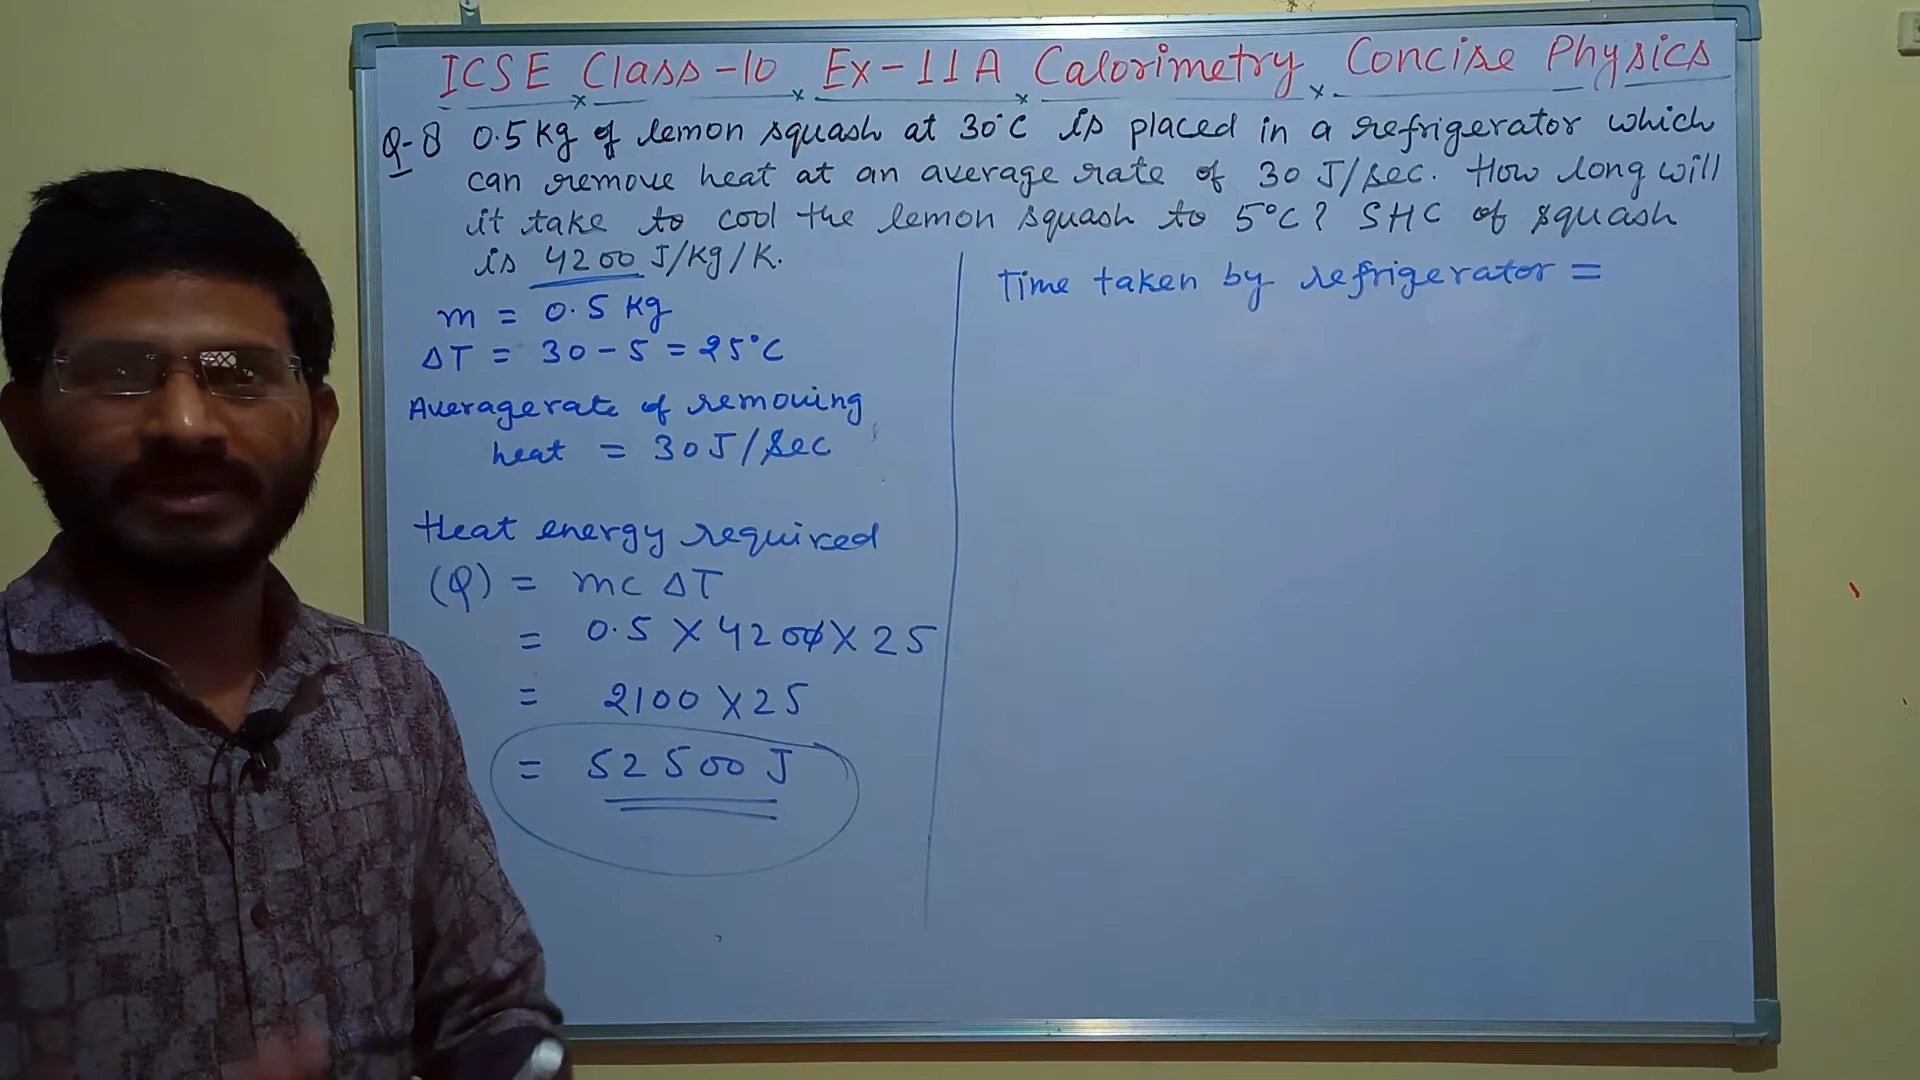 ICSE Class-10 Ex-11A Calorimetry Concise Physics
Q-8 0.5 kg of lemon squash at 30°C is placed in a refrigerator which
can remove heat at an average rate of 30 J/sec. How long will
it take to cool the lemon squash to 5°C? SHC of squash
is 4200 J/kg/K.
m = 0.5 kg
ΔT = 30-5 = 25°C
Average rate of removing
heat = 30 J/sec
Heat energy required
(Q) = mc ΔT
= 0.5 X 4200 X 25
= 2100 X 25
= 52500 J
Time taken by refrigerator =